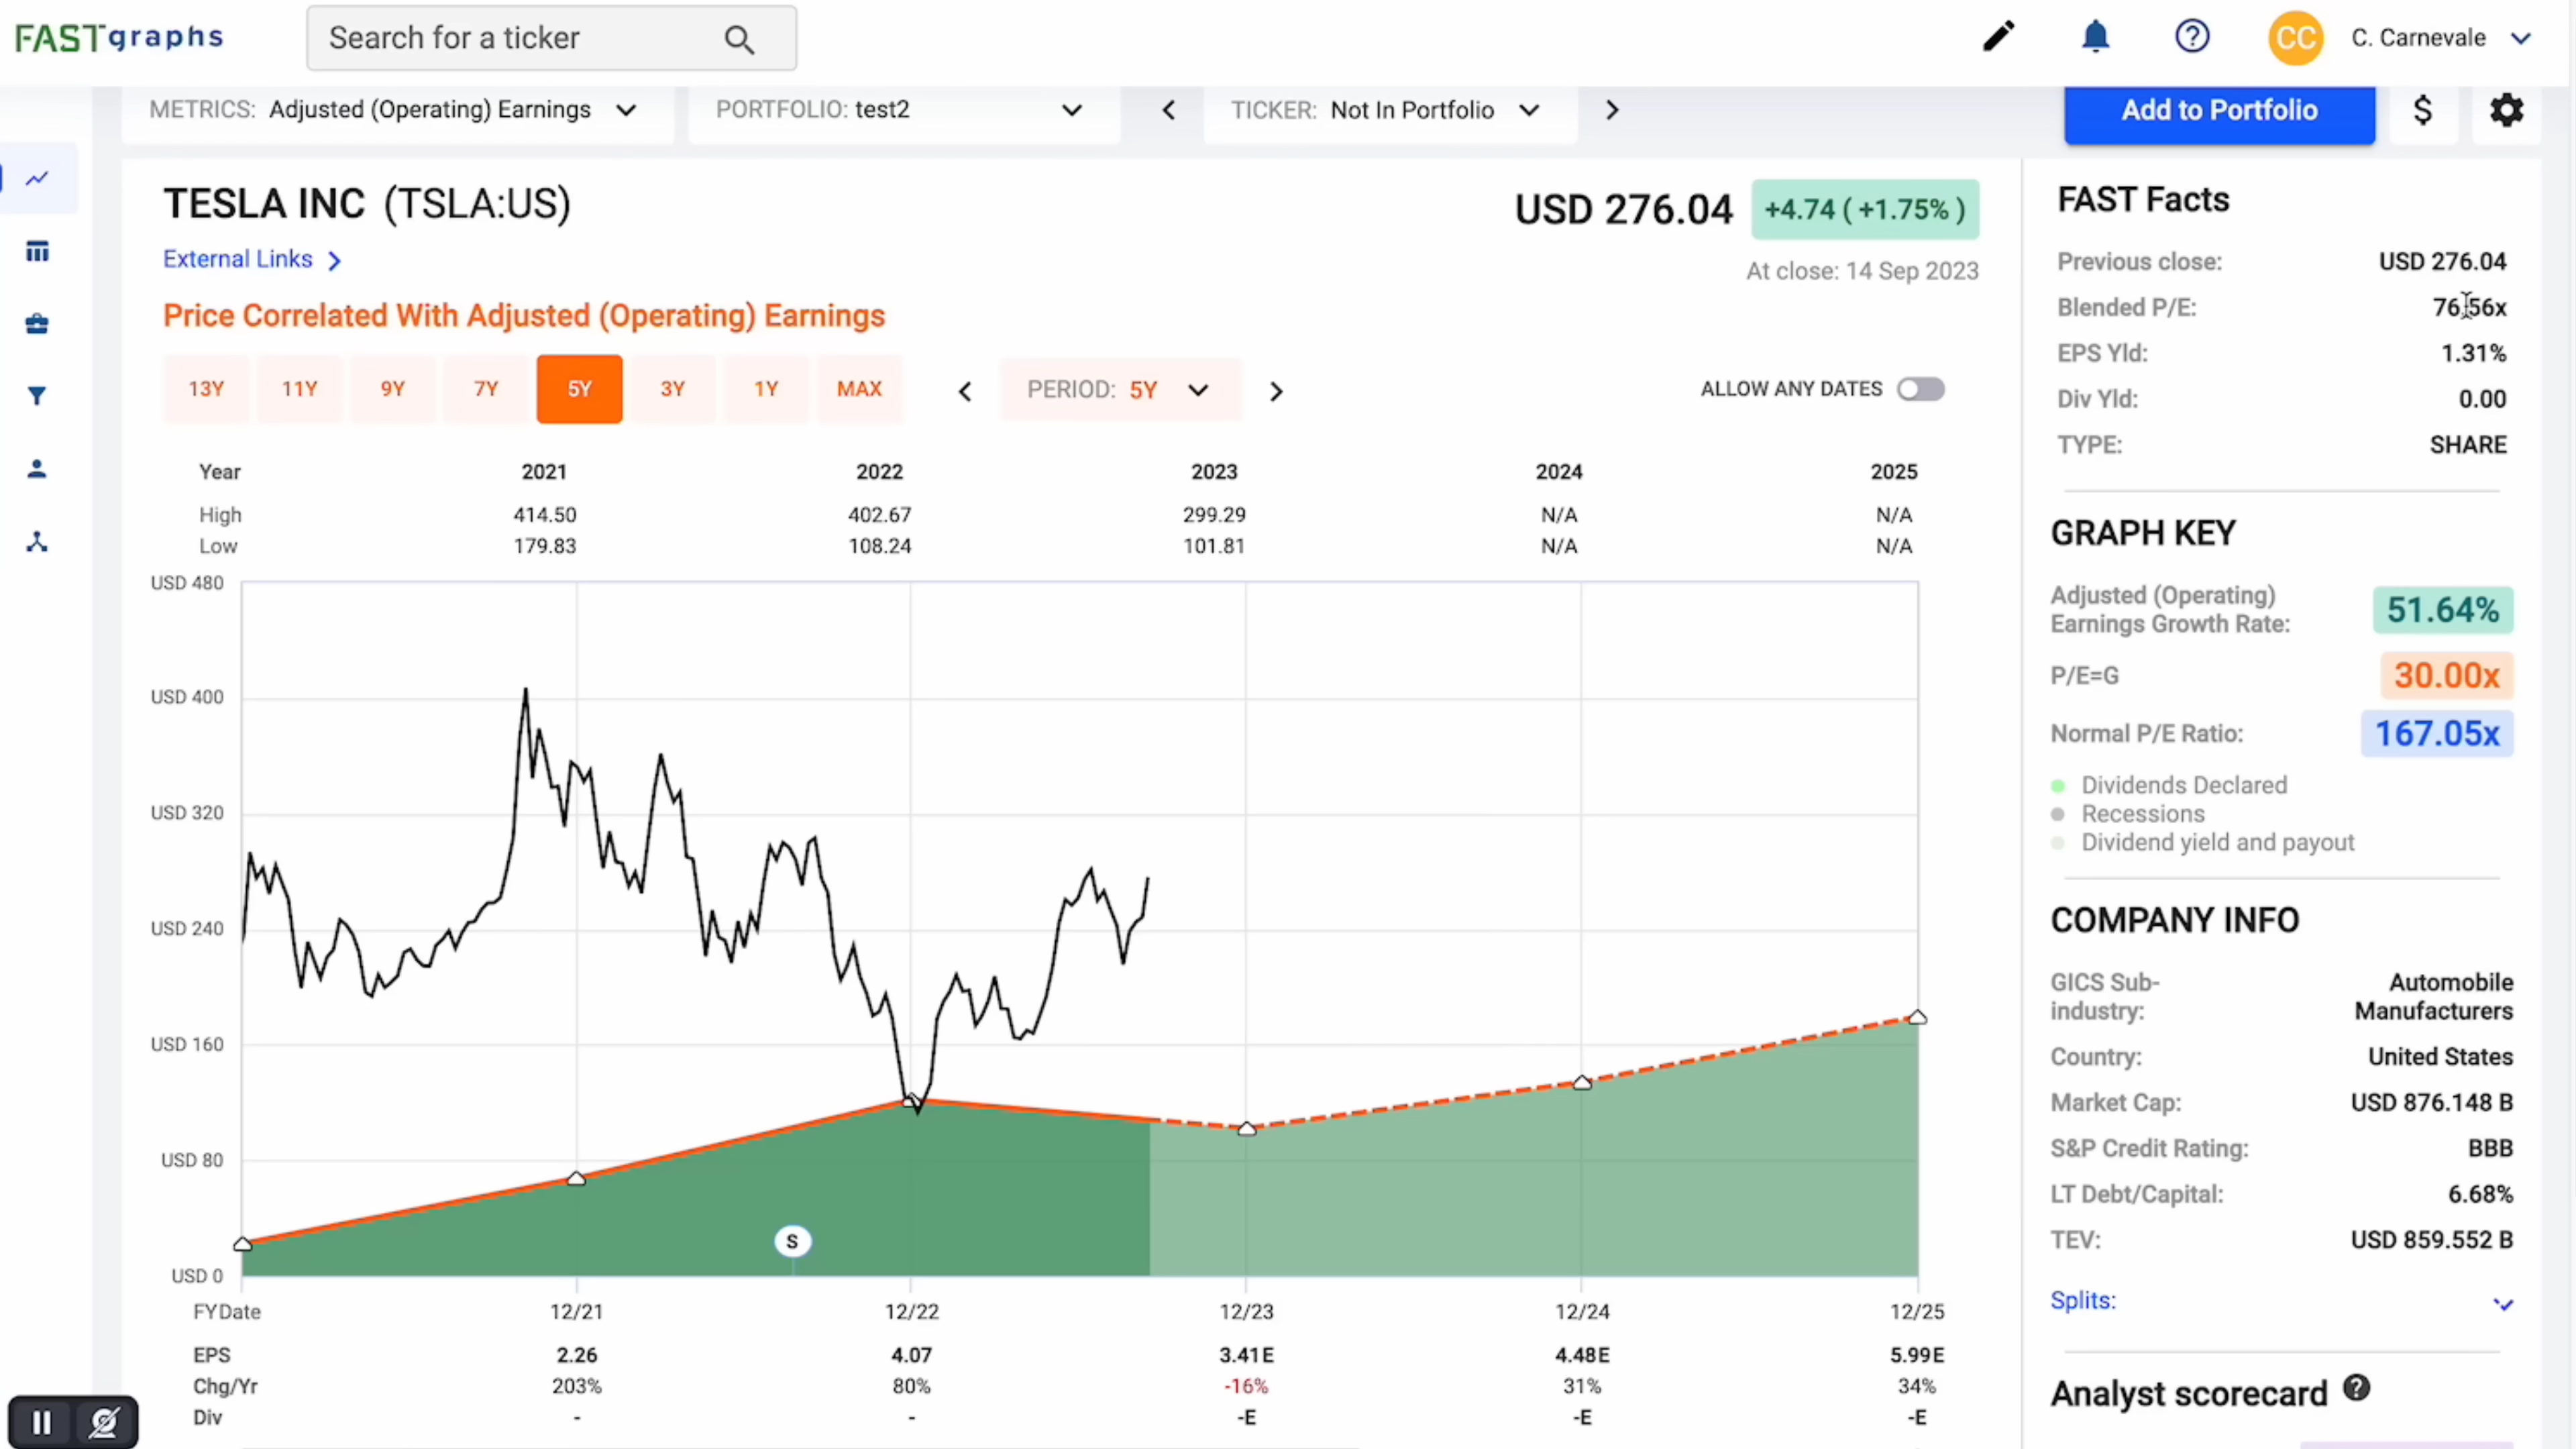 FASTgraphs
Search for a ticker
CC
C. Carnevale
METRICS: Adjusted (Operating) Earnings
PORTFOLIO: test2
TICKER: Not In Portfolio
Add to Portfolio
$
TESLA INC (TSLA:US)
USD 276.04 +4.74 ( +1.75% )
External Links
At close: 14 Sep 2023
Price Correlated With Adjusted (Operating) Earnings
13Y 11Y 9Y 7Y 5Y 3Y 1Y MAX
PERIOD: 5Y
ALLOW ANY DATES
Year 2021 2022 2023 2024 2025
High 414.50 402.67 299.29 N/A N/A
Low 179.83 108.24 101.81 N/A N/A
USD 480
USD 400
USD 320
USD 240
USD 160
USD 80
USD 0
S
FYDate 12/21 12/22 12/23 12/24 12/25
EPS 2.26 4.07 3.41E 4.48E 5.99E
Chg/Yr 203% 80% -16% 31% 34%
Div - - -E -E -E
FAST Facts
Previous close: USD 276.04
Blended P/E: 76.56x
EPS Yld: 1.31%
Div Yld: 0.00
TYPE: SHARE
GRAPH KEY
Adjusted (Operating)
Earnings Growth Rate: 51.64%
P/E=G 30.00x
Normal P/E Ratio: 167.05x
Dividends Declared
Recessions
Dividend yield and payout
COMPANY INFO
GICS Sub- Automobile
industry: Manufacturers
Country: United States
Market Cap: USD 876.148 B
S&P Credit Rating: BBB
LT Debt/Capital: 6.68%
TEV: USD 859.552 B
Splits:
Analyst scorecard ?